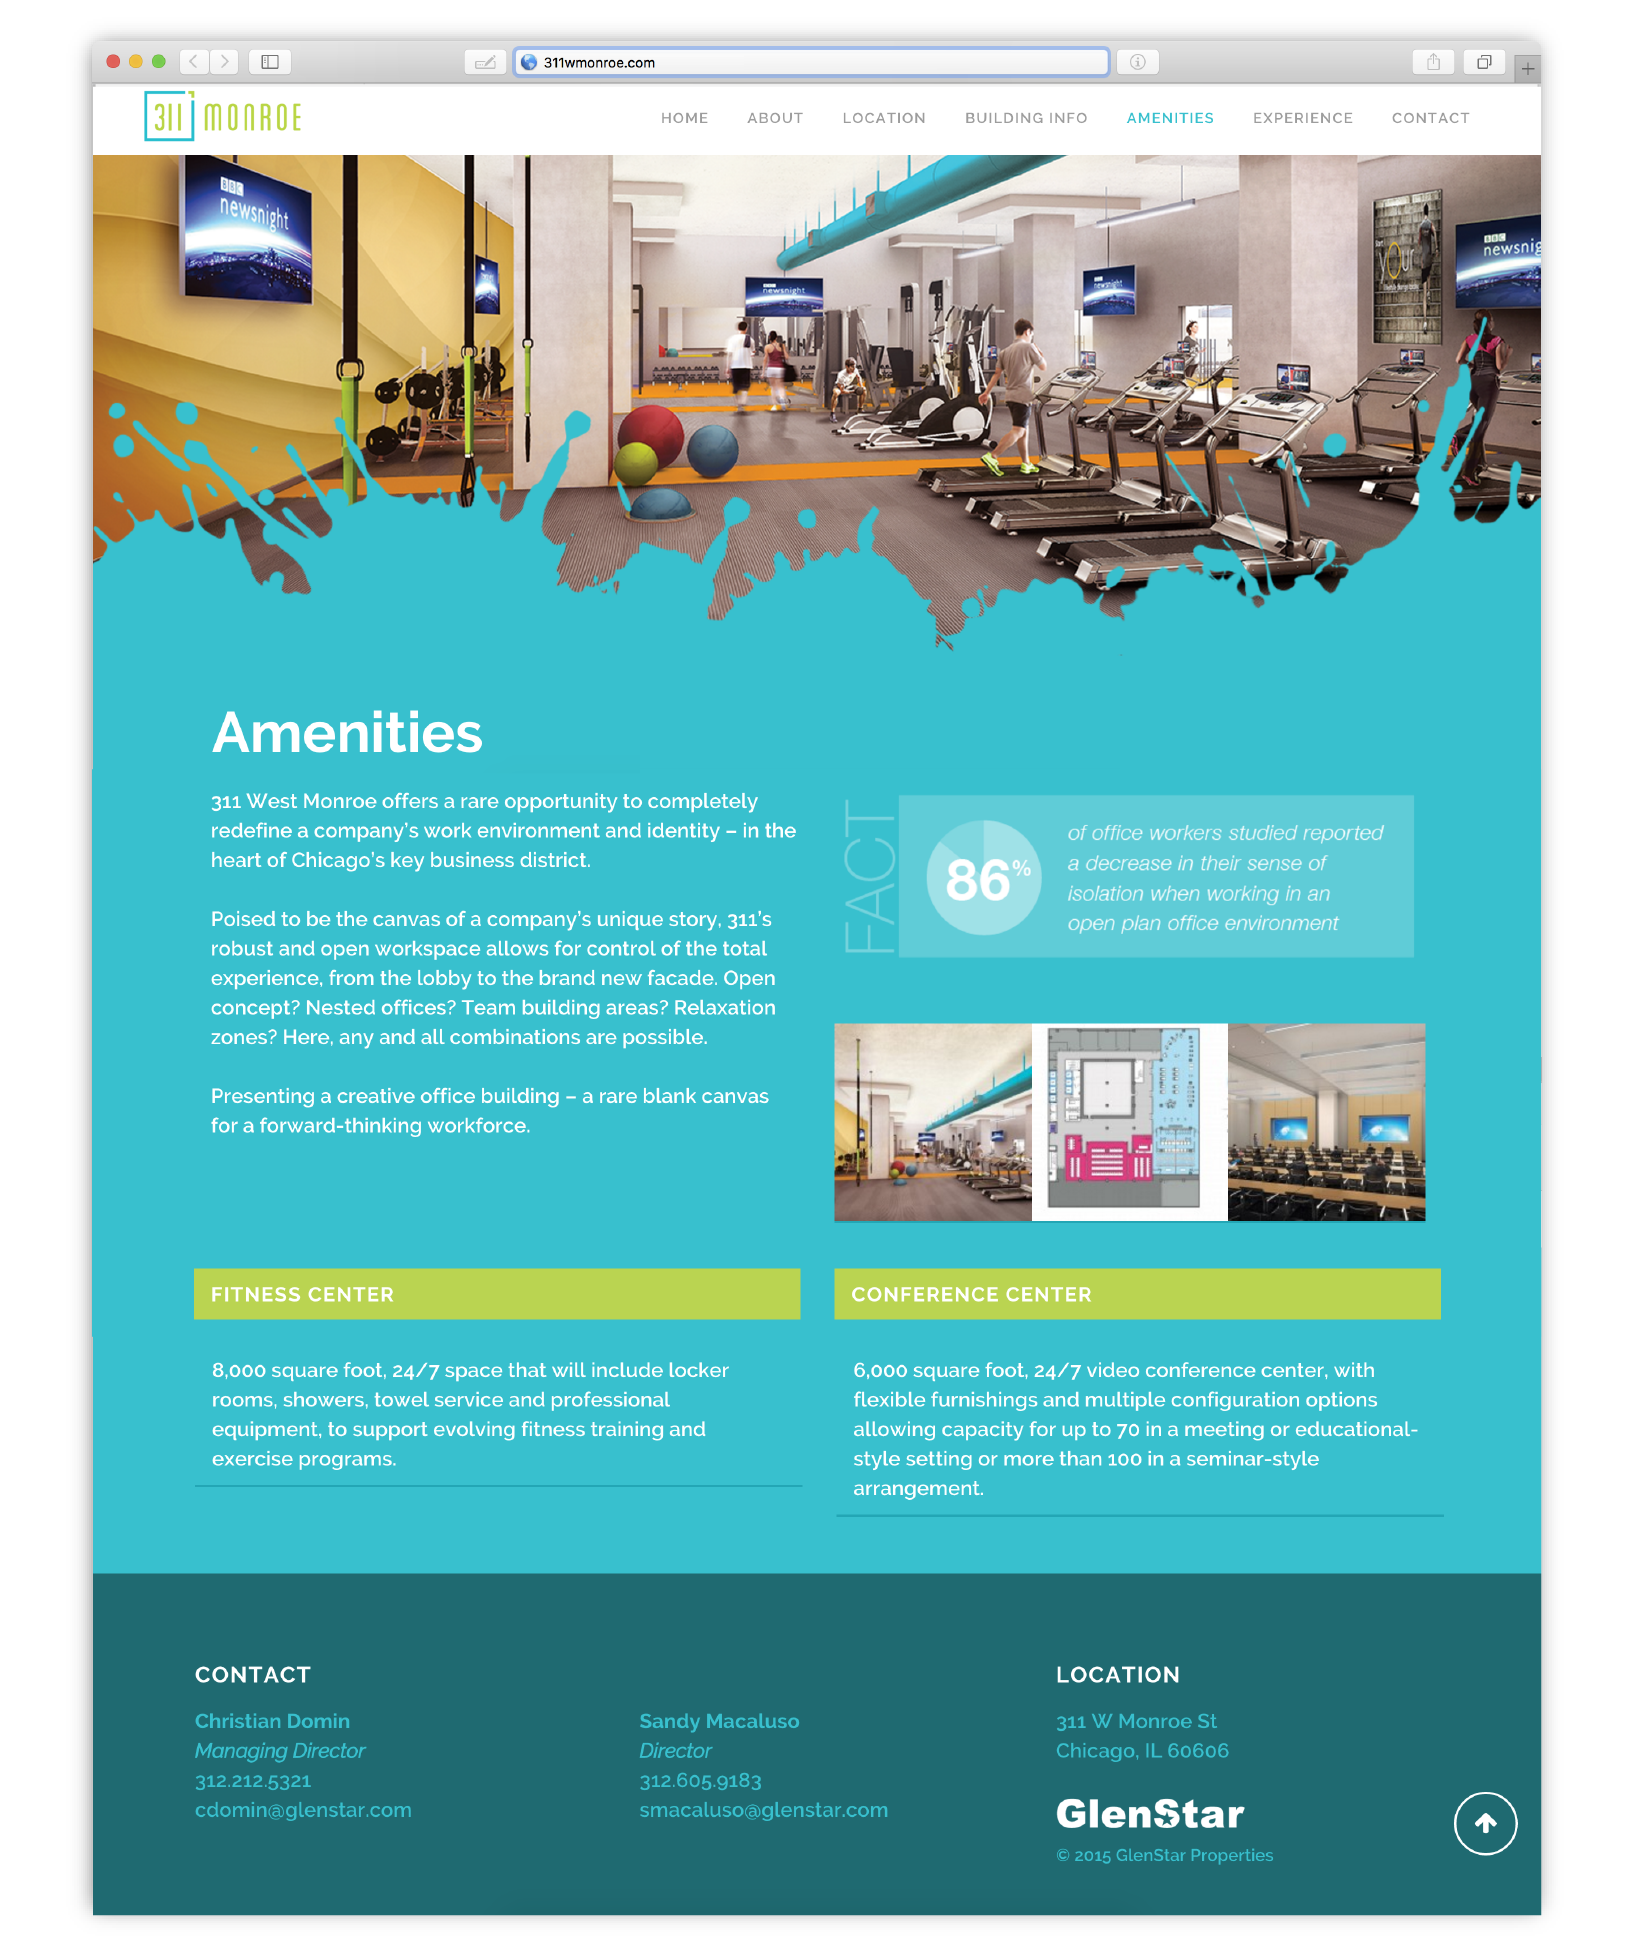 311wmonroe.com
311 MONROE
HOME ABOUT LOCATION BUILDING INFO AMENITIES EXPERIENCE CONTACT
BBC
newsnight
BBC
newsnight
newsnight
your
BBC
newsnig
Amenities
311 West Monroe offers a rare opportunity to completely
redefine a company's work environment and identity – in the
heart of Chicago's key business district.
Poised to be the canvas of a company's unique story, 311's
robust and open workspace allows for control of the total
experience, from the lobby to the brand new facade. Open
concept? Nested offices? Team building areas? Relaxation
zones? Here, any and all combinations are possible.
Presenting a creative office building – a rare blank canvas
for a forward-thinking workforce.
FACT
86%
of office workers studied reported
a decrease in their sense of
isolation when working in an
open plan office environment
FITNESS CENTER
8,000 square foot, 24/7 space that will include locker
rooms, showers, towel service and professional
equipment, to support evolving fitness training and
exercise programs.
CONFERENCE CENTER
6,000 square foot, 24/7 video conference center, with
flexible furnishings and multiple configuration options
allowing capacity for up to 70 in a meeting or educational-
style setting or more than 100 in a seminar-style
arrangement.
CONTACT
Christian Domin
Managing Director
312.212.5321
cdomin@glenstar.com
Sandy Macaluso
Director
312.605.9183
smacaluso@glenstar.com
LOCATION
311 W Monroe St
Chicago, IL 60606
GlenStar
© 2015 GlenStar Properties